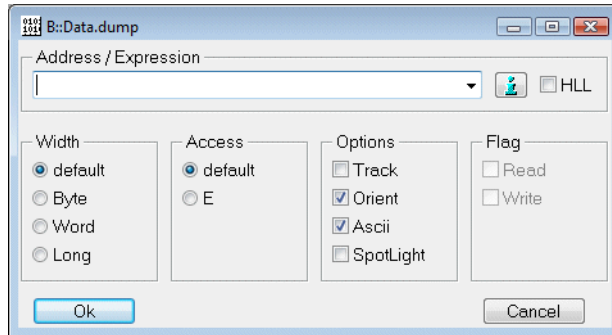 B::Data.dump
Address / Expression
HLL
Width
default
Byte
Word
Long
Access
default
E
Options
Track
Orient
Ascii
SpotLight
Flag
Read
Write
Ok
Cancel